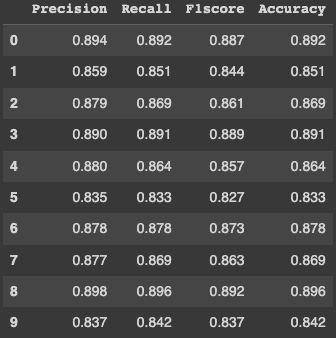 Precision Recall F1score Accuracy
0 0.894 0.892 0.887 0.892
1 0.859 0.851 0.844 0.851
2 0.879 0.869 0.861 0.869
3 0.890 0.891 0.889 0.891
4 0.880 0.864 0.857 0.864
5 0.835 0.833 0.827 0.833
6 0.878 0.878 0.873 0.878
7 0.877 0.869 0.863 0.869
8 0.898 0.896 0.892 0.896
9 0.837 0.842 0.837 0.842